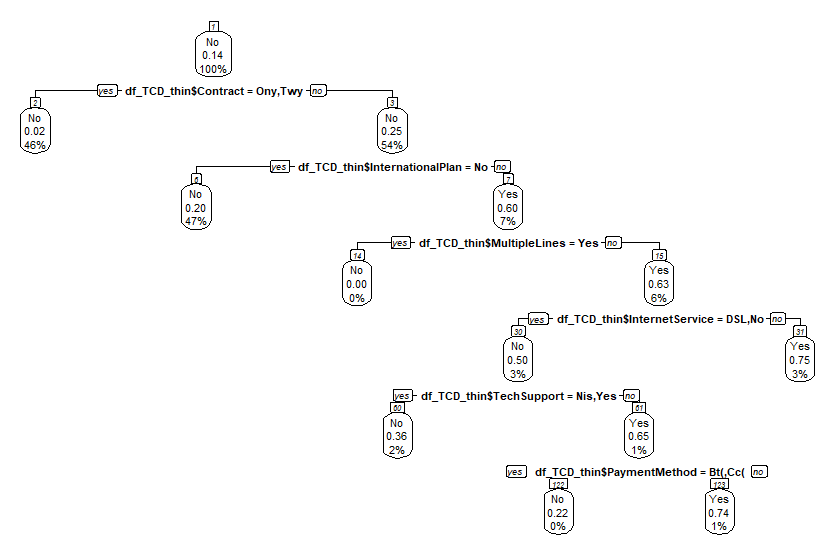 1
No
0.14
100%
yes df_TCD_thin$Contract = Ony,Twy no
2 3
No No
0.02 0.25
46% 54%
yes df_TCD_thin$InternationalPlan = No no
6 7
No Yes
0.20 0.60
47% 7%
yes df_TCD_thin$MultipleLines = Yes no
14 15
No Yes
0.00 0.63
0% 6%
yes df_TCD_thin$InternetService = DSL,No no
30 31
No Yes
0.50 0.75
3% 3%
yes df_TCD_thin$TechSupport = Nis,Yes no
60 61
No Yes
0.36 0.65
2% 1%
yes df_TCD_thin$PaymentMethod = Bt(,Cc( no
122 123
No Yes
0.22 0.74
0% 1%